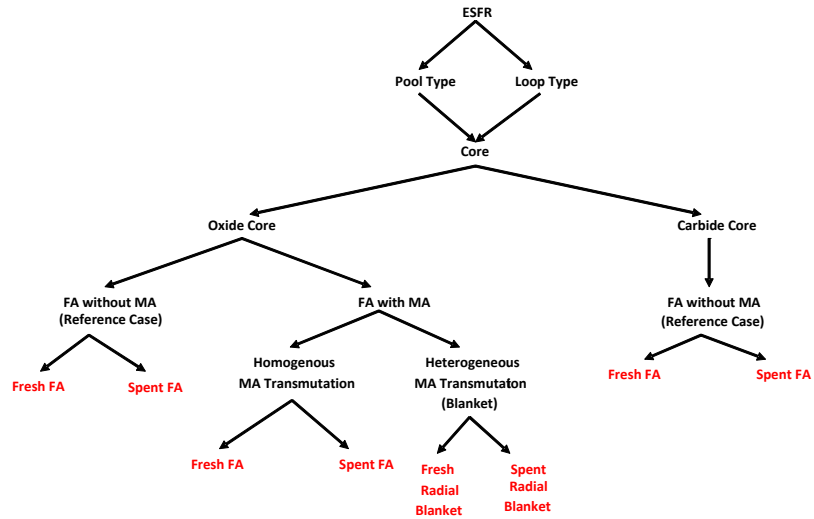 ESFR
Pool Type
Loop Type
Core
Oxide Core
Carbide Core
FA without MA
(Reference Case)
FA with MA
FA without MA
(Reference Case)
Fresh FA
Spent FA
Homogenous
MA Transmutation
Heterogeneous
MA Transmutation
(Blanket)
Fresh FA
Spent FA
Fresh FA
Spent FA
Fresh
Radial
Blanket
Spent
Radial
Blanket